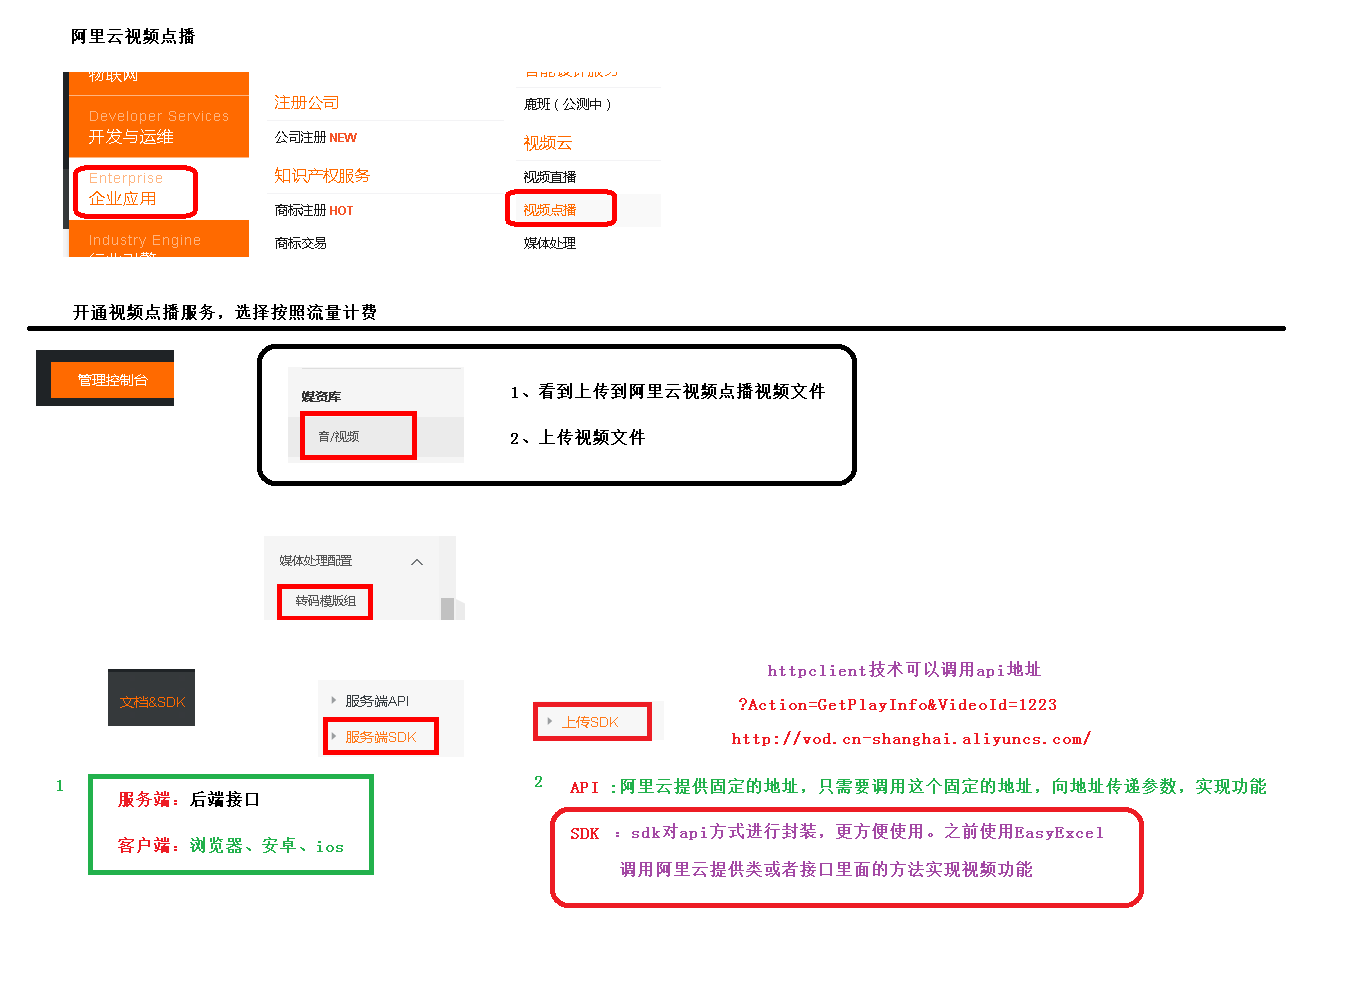 阿里云视频点播
物联网
Developer Services
开发与运维
Enterprise
企业应用
Industry Engine
行业引擎
注册公司
公司注册 NEW
知识产权服务
商标注册 HOT
商标交易
智能设计服务
鹿班（公测中）
视频云
视频直播
视频点播
媒体处理
开通视频点播服务，选择按照流量计费
管理控制台
媒资库
音/视频
1、看到上传到阿里云视频点播视频文件
2、上传视频文件
媒体处理配置
转码模版组
文档&SDK
服务端API
服务端SDK
上传SDK
httpclient技术可以调用api地址
?Action=GetPlayInfo&VideoId=1223
http://vod.cn-shanghai.aliyuncs.com/
1
服务端：后端接口
客户端：浏览器、安卓、ios
2
API ：阿里云提供固定的地址，只需要调用这个固定的地址，向地址传递参数，实现功能
SDK ：sdk对api方式进行封装，更方便使用。之前使用EasyExcel
调用阿里云提供类或者接口里面的方法实现视频功能